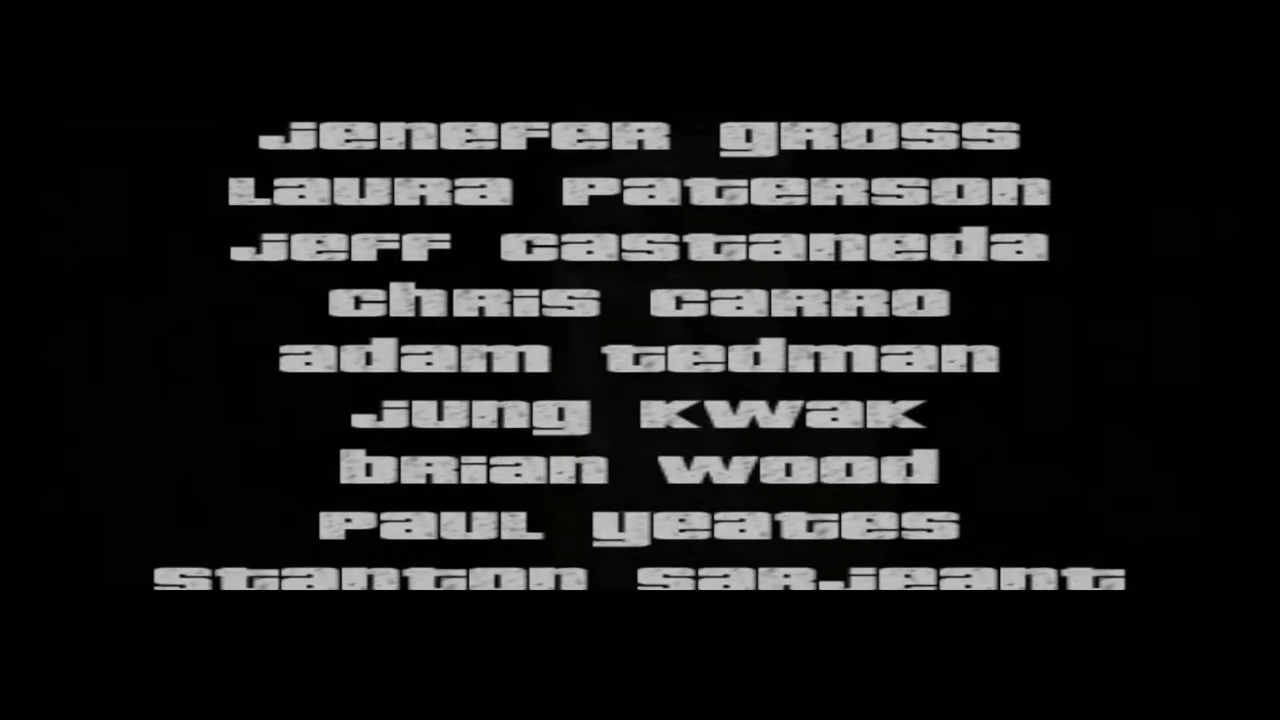 Jenefer Gross
Laura Paterson
Jeff Castaneda
Chris Carro
Adam Tedman
Jung Kwak
Brian Wood
Paul Yeates
Stanton Sarjeant